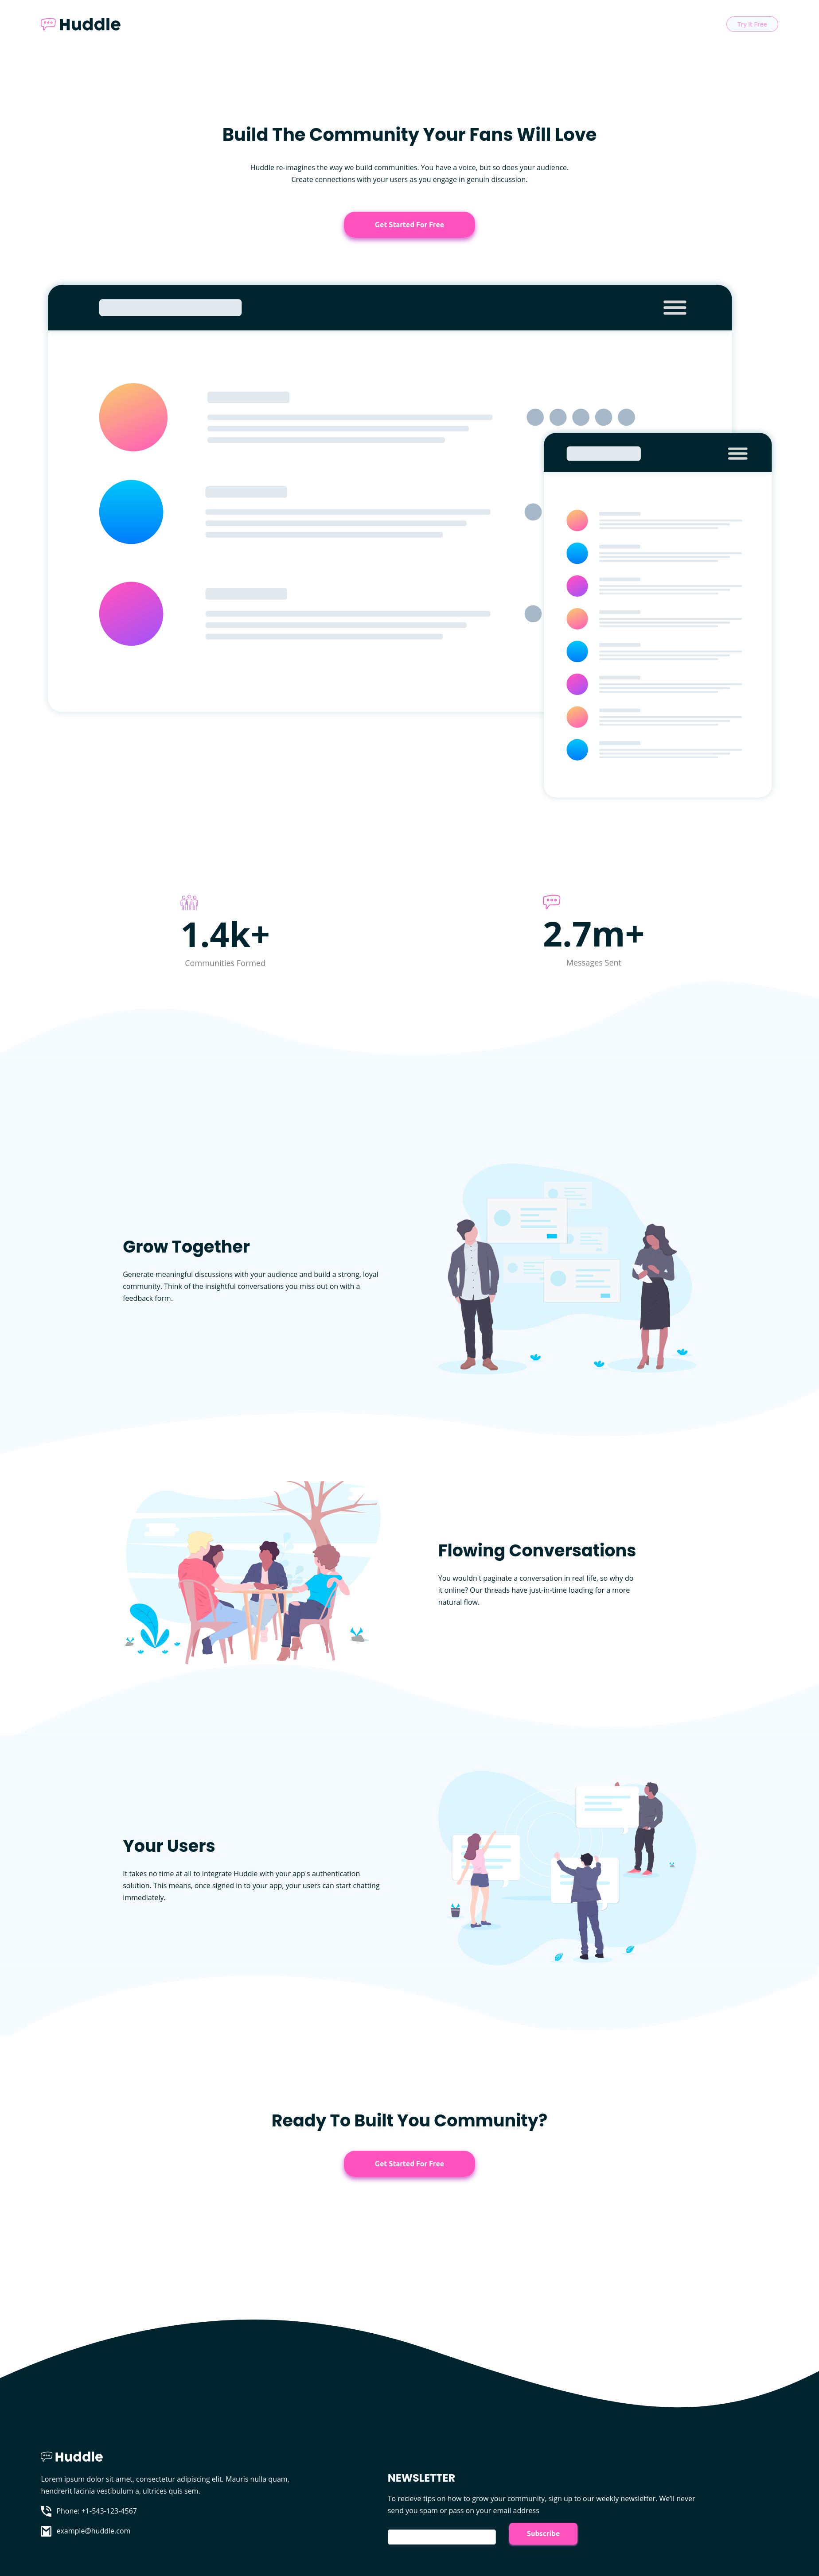 Huddle
Try It Free
Build The Community Your Fans Will Love
Huddle re-imagines the way we build communities. You have a voice, but so does your audience.
Create connections with your users as you engage in genuin discussion.
Get Started For Free
1.4k+
Communities Formed
2.7m+
Messages Sent
Grow Together
Generate meaningful discussions with your audience and build a strong, loyal
community. Think of the insightful conversations you miss out on with a
feedback form.
Flowing Conversations
You wouldn't paginate a conversation in real life, so why do
it online? Our threads have just-in-time loading for a more
natural flow.
Your Users
It takes no time at all to integrate Huddle with your app's authentication
solution. This means, once signed in to your app, your users can start chatting
immediately.
Ready To Built You Community?
Get Started For Free
Huddle
Lorem ipsum dolor sit amet, consectetur adipiscing elit. Mauris nulla quam,
hendrerit lacinia vestibulum a, ultrices quis sem.
Phone: +1-543-123-4567
example@huddle.com
NEWSLETTER
To recieve tips on how to grow your community, sign up to our weekly newsletter. We'll never
send you spam or pass on your email address
Subscribe